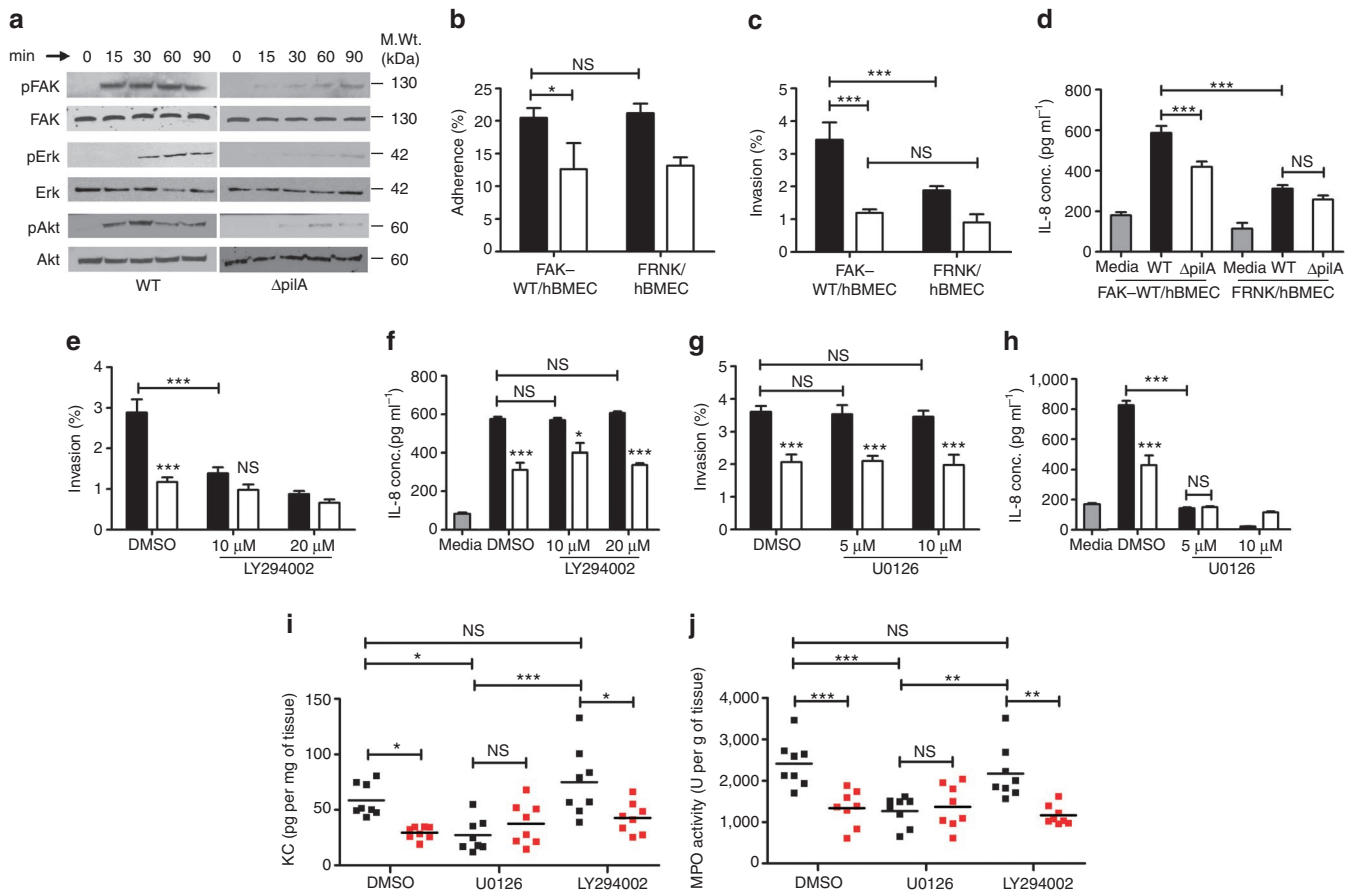 a
min 0 15 30 60 90 0 15 30 60 90 M.Wt. (kDa)
pFAK 130
FAK 130
pErk 42
Erk 42
pAkt 60
Akt 60
WT ΔpilA
b
NS
*
25
20
15
10
5
0
Adherence (%)
FAK–WT/hBMEC
FRNK/hBMEC
c
***
***
NS
5
4
3
2
1
0
Invasion (%)
FAK–WT/hBMEC
FRNK/hBMEC
d
***
***
NS
800
600
400
200
0
IL-8 conc. (pg ml⁻¹)
Media WT ΔpilA Media WT ΔpilA
FAK–WT/hBMEC FRNK/hBMEC
e
***
*** NS
4
3
2
1
0
Invasion (%)
DMSO 10 μM 20 μM
LY294002
f
NS
NS
*** * ***
800
600
400
200
0
IL-8 conc.(pg ml⁻¹)
Media DMSO 10 μM 20 μM
LY294002
g
NS
NS
*** *** ***
5
4
3
2
1
0
Invasion (%)
DMSO 5 μM 10 μM
U0126
h
***
***
NS
1,000
800
600
400
200
0
IL-8 conc. (pg ml⁻¹)
Media DMSO 5 μM 10 μM
U0126
i
NS
*
***
*
*
NS
150
100
50
0
KC (pg per mg of tissue)
DMSO U0126 LY294002
j
NS
***
**
***
**
NS
4,000
3,000
2,000
1,000
0
MPO activity (U per g of tissue)
DMSO U0126 LY294002